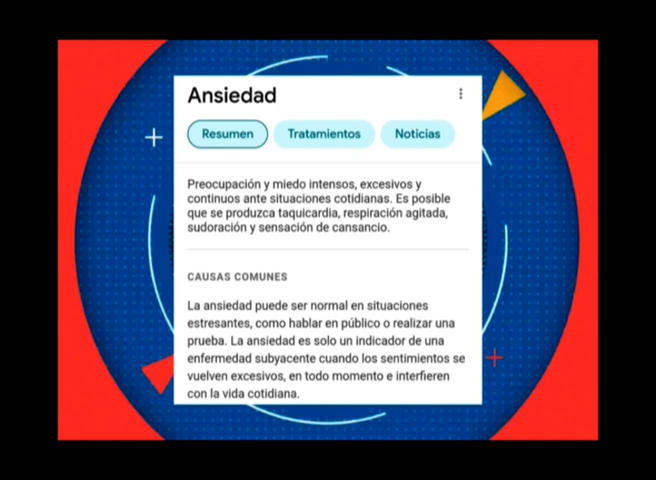 Ansiedad
Resumen Tratamientos Noticias
Preocupación y miedo intensos, excesivos y
continuos ante situaciones cotidianas. Es posible
que se produzca taquicardia, respiración agitada,
sudoración y sensación de cansancio.
CAUSAS COMUNES
La ansiedad puede ser normal en situaciones
estresantes, como hablar en público o realizar una
prueba. La ansiedad es solo un indicador de una
enfermedad subyacente cuando los sentimientos se
vuelven excesivos, en todo momento e interfieren
con la vida cotidiana.